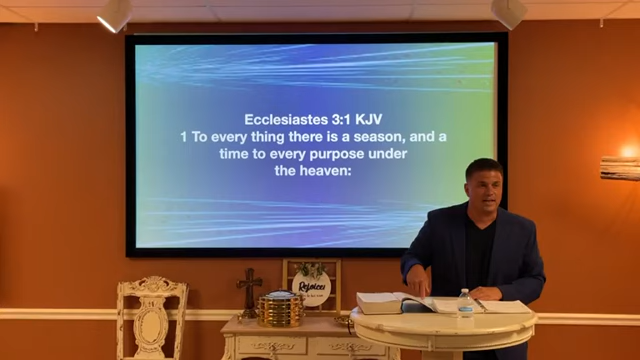 Ecclesiastes 3:1 KJV
1 To every thing there is a season, and a
time to every purpose under
the heaven:
Rejoice